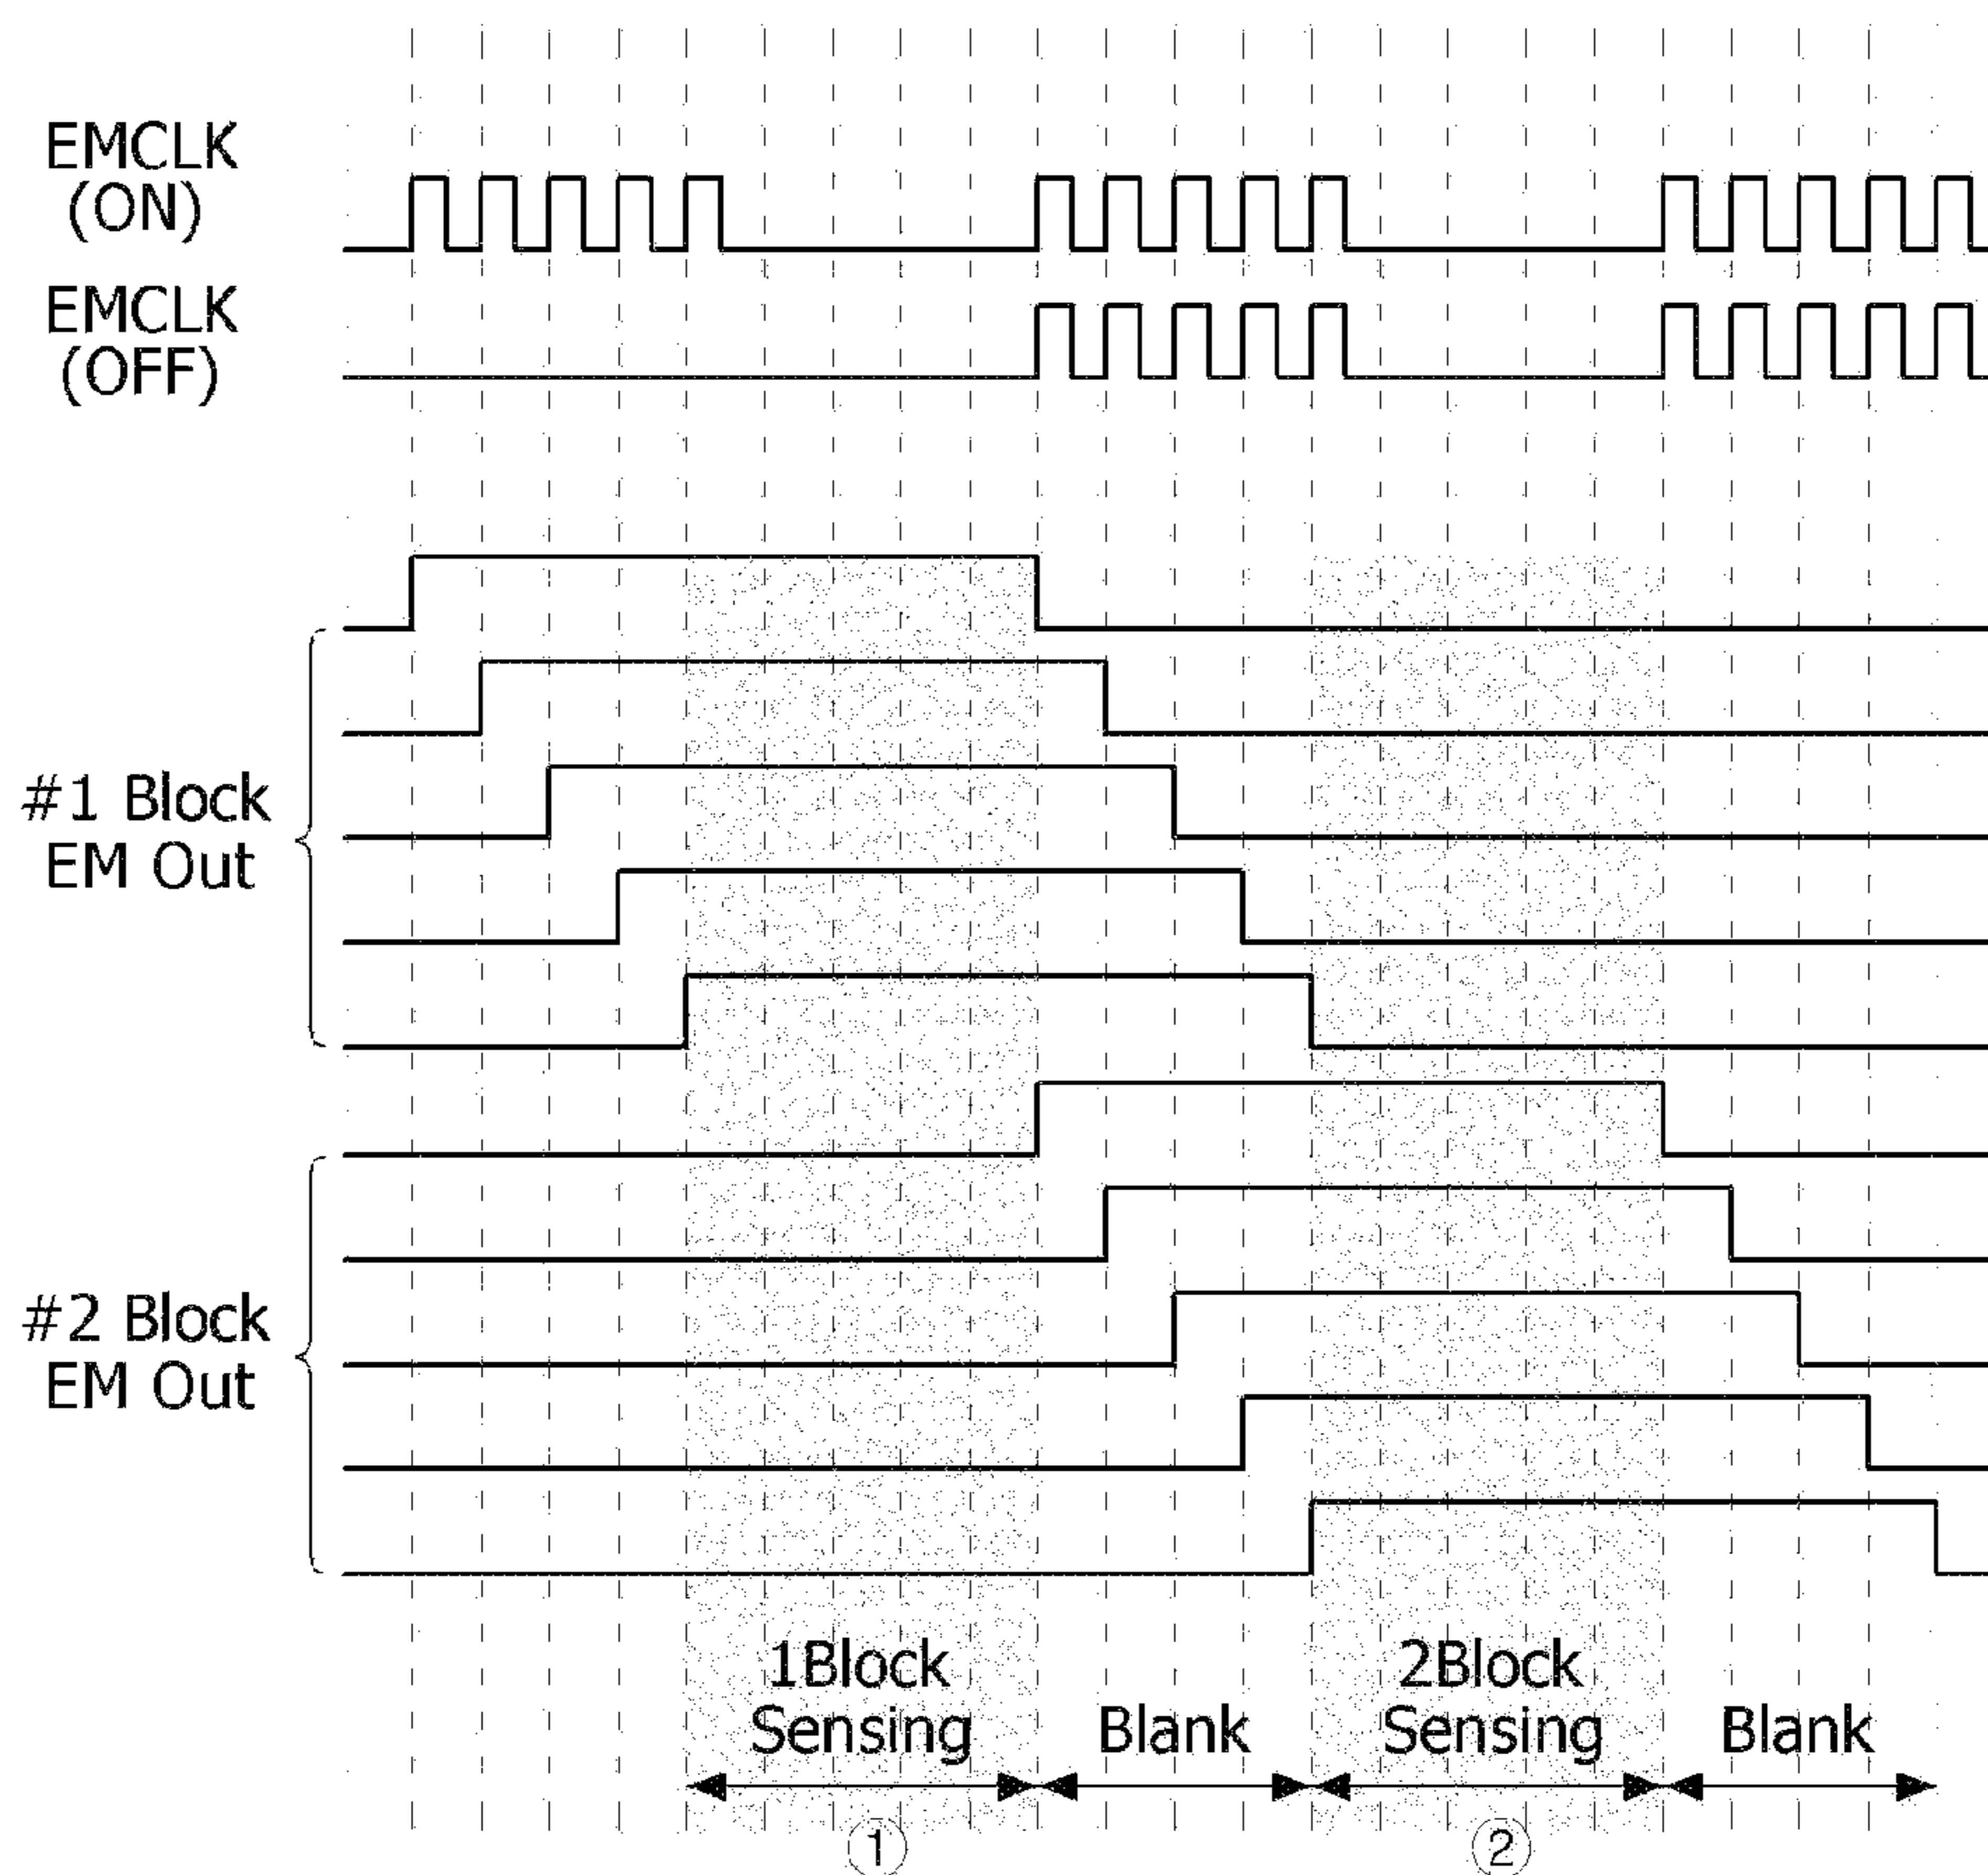 EMCLK
(ON)
EMCLK
(OFF)
#1 Block
EM Out
#2 Block
EM Out
1Block
Sensing
Blank
2Block
Sensing
Blank
①
②